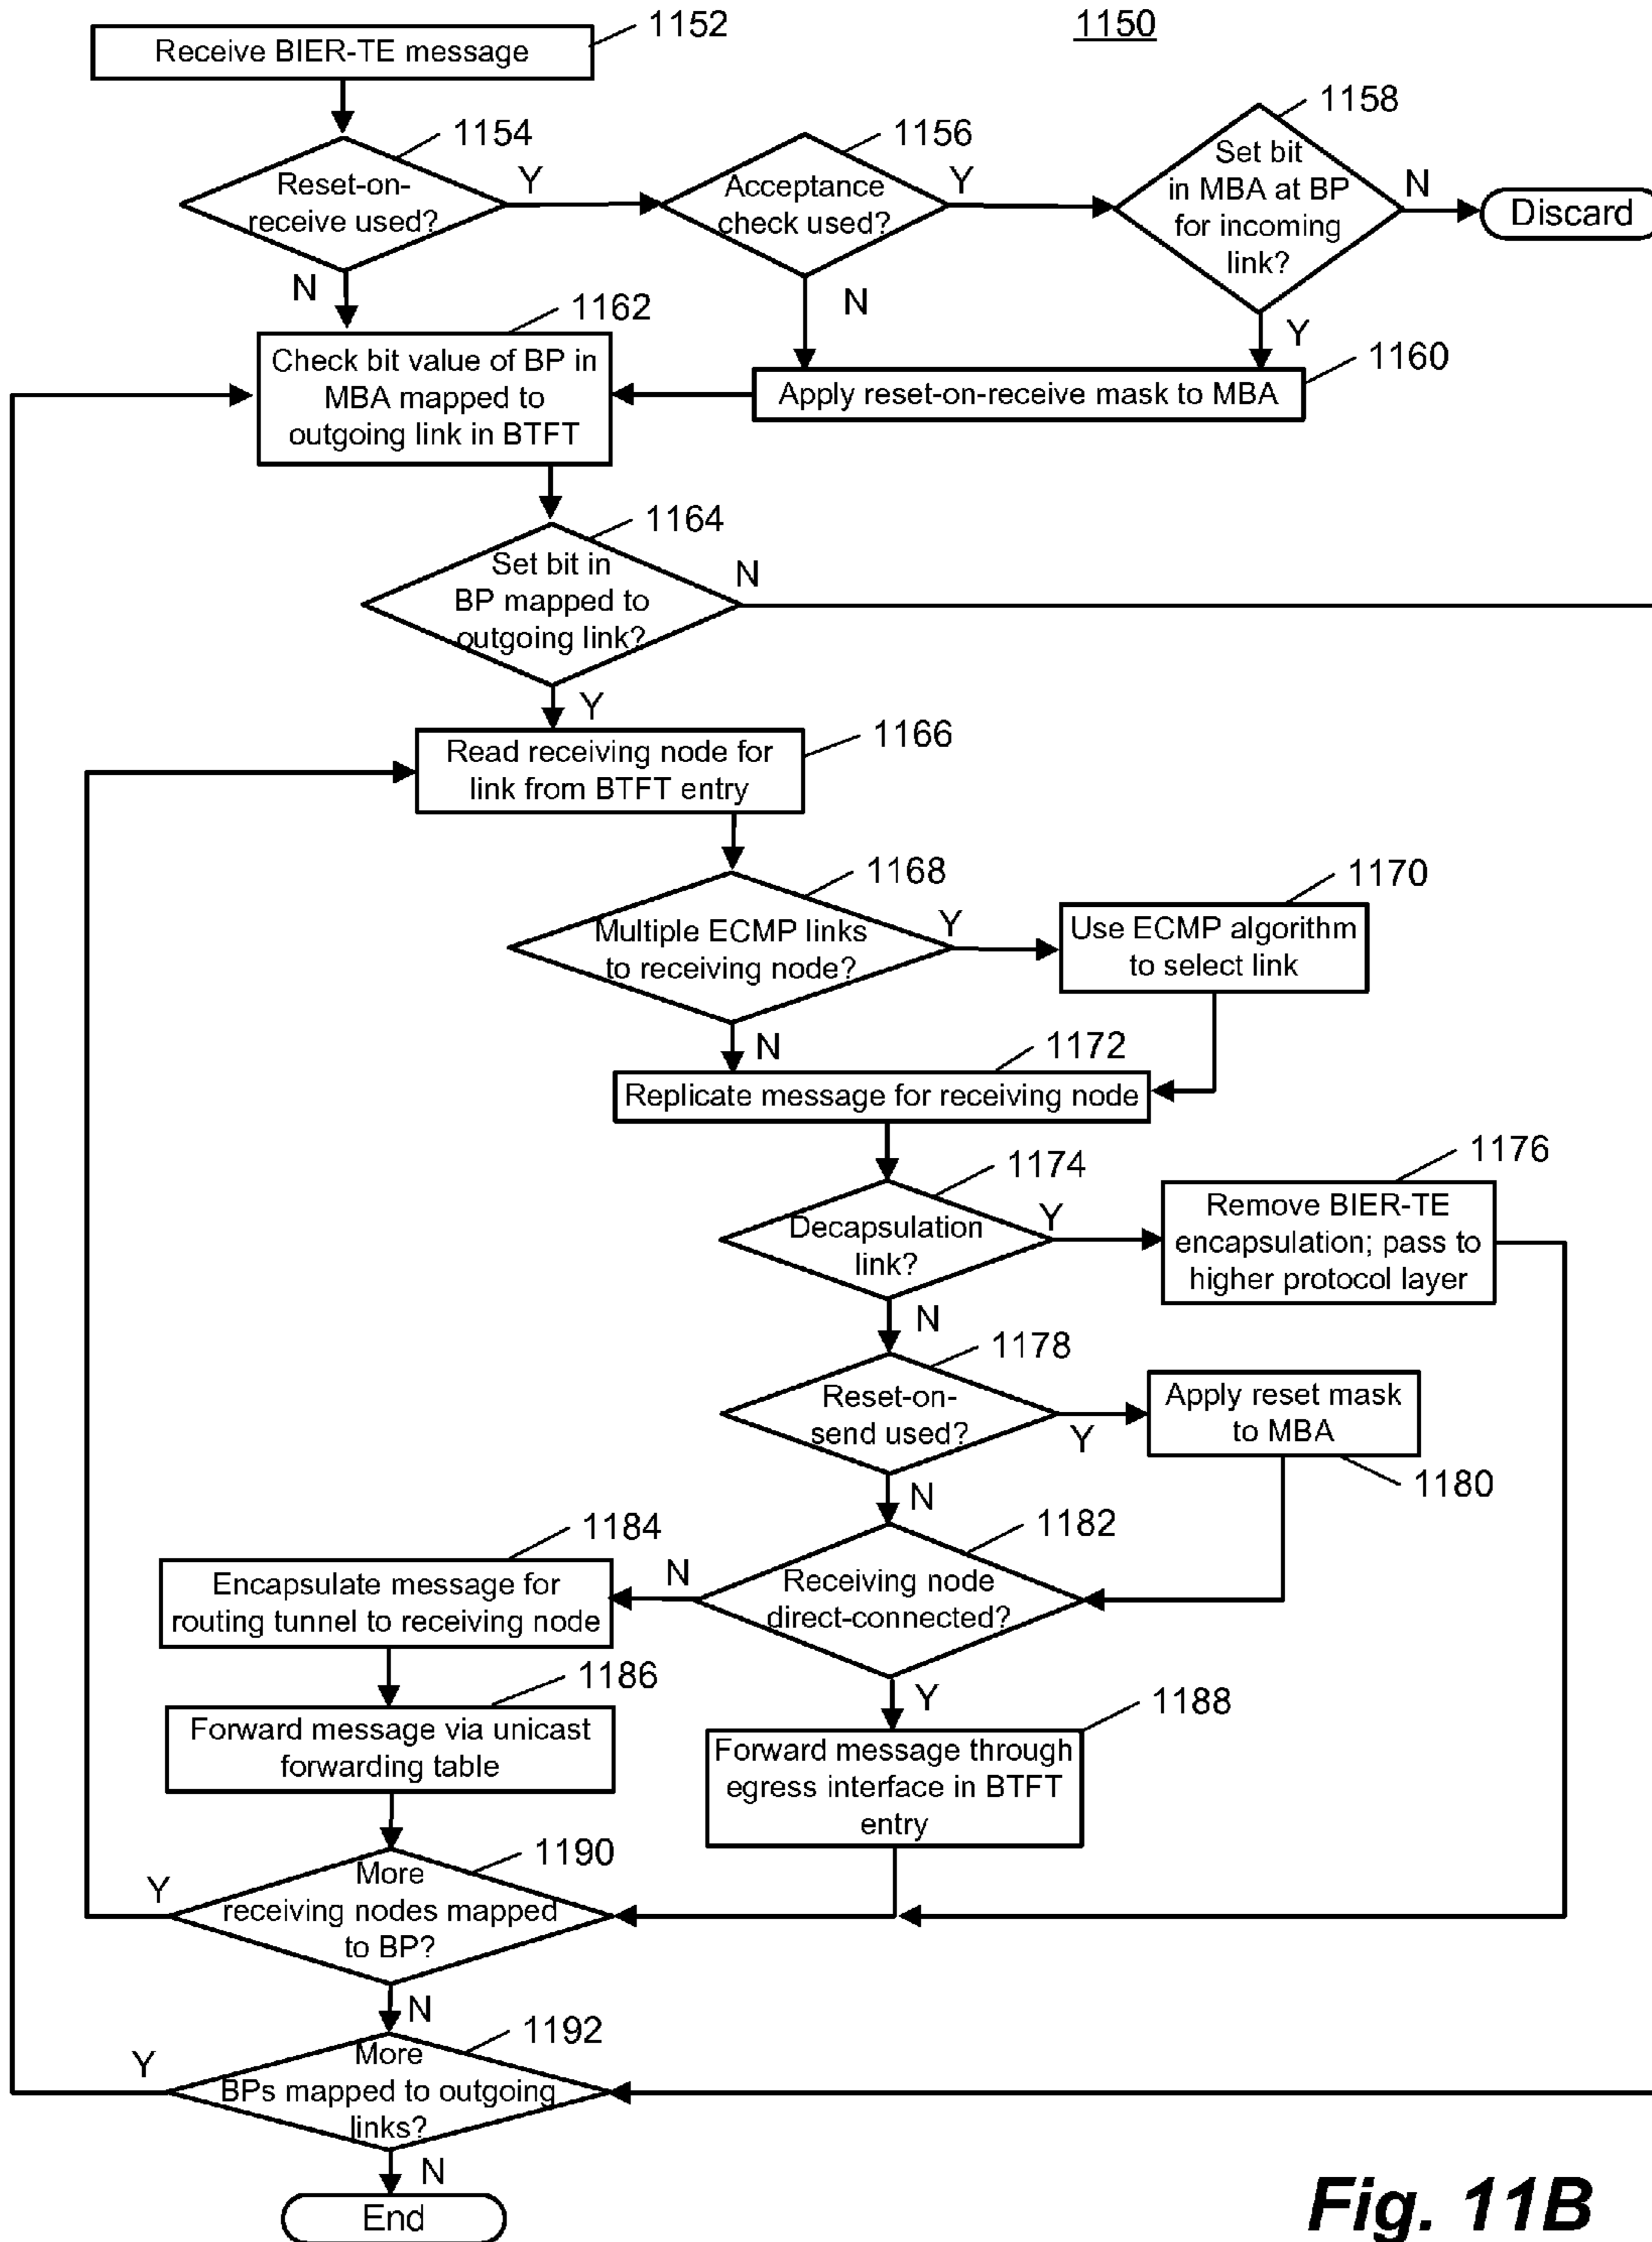 1150
1152
Receive BIER-TE message
1154
Reset-on-
receive used?
Y
N
1156
Acceptance
check used?
Y
N
1158
Set bit
in MBA at BP
for incoming
link?
N
Y
Discard
1160
Apply reset-on-receive mask to MBA
1162
Check bit value of BP in
MBA mapped to
outgoing link in BTFT
1164
Set bit in
BP mapped to
outgoing link?
N
Y
1166
Read receiving node for
link from BTFT entry
1168
Multiple ECMP links
to receiving node?
Y
N
1170
Use ECMP algorithm
to select link
1172
Replicate message for receiving node
1174
Decapsulation
link?
Y
N
1176
Remove BIER-TE
encapsulation; pass to
higher protocol layer
1178
Reset-on-
send used?
Y
N
Apply reset mask
to MBA
1180
1182
Receiving node
direct-connected?
N
Y
1184
Encapsulate message for
routing tunnel to receiving node
1186
Forward message via unicast
forwarding table
1188
Forward message through
egress interface in BTFT
entry
1190
More
receiving nodes mapped
to BP?
Y
N
1192
More
BPs mapped to outgoing
links?
Y
N
End
Fig. 11B